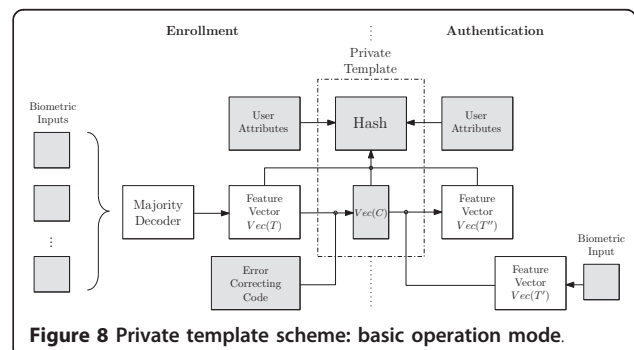 Enrollment
Authentication
Private
Template
Biometric
Inputs
User
Attributes
Hash
User
Attributes
Majority
Decoder
Feature
Vector
Vec(T)
Vec(C)
Feature
Vector
Vec(T'')
Biometric
Input
Error
Correcting
Code
Feature
Vector
Vec(T')
Figure 8 Private template scheme: basic operation mode.